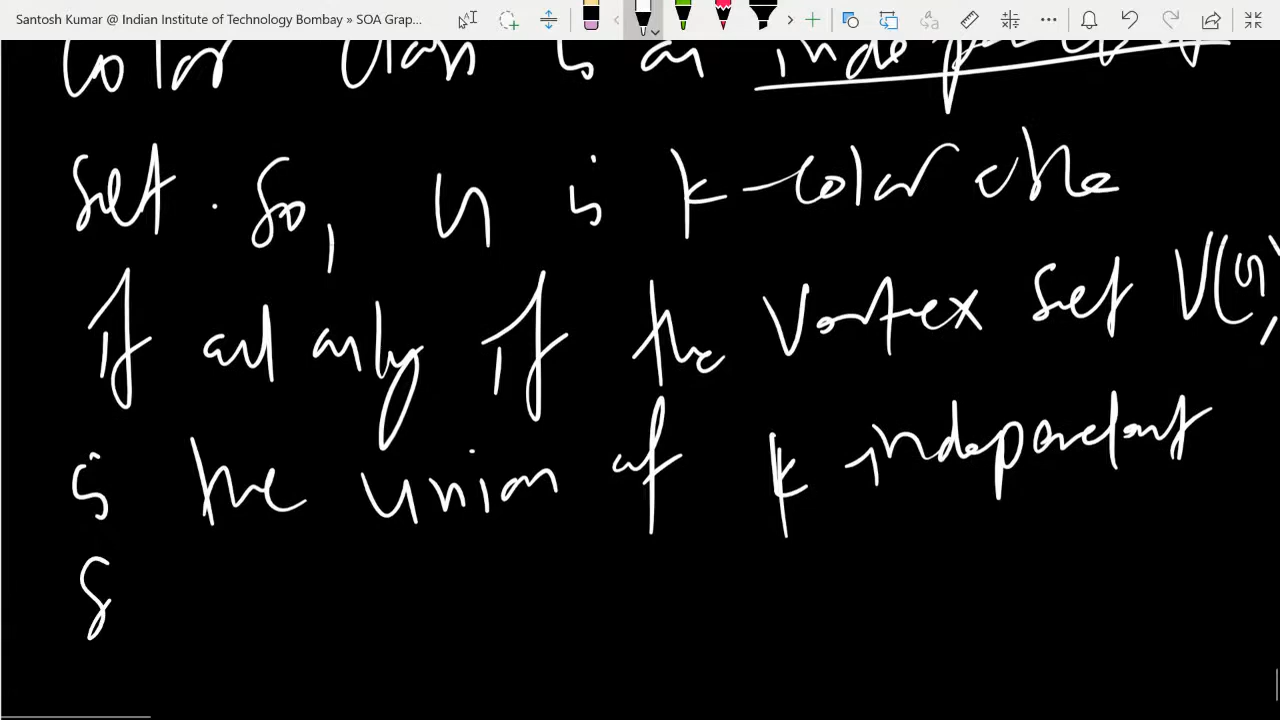 Santosh Kumar @ Indian Institute of Technology Bombay » SOA Grap...
Color class is an independent
set. So, G is k-colorable
If and only if the Vertex set V(G),
is the union of k independent
S